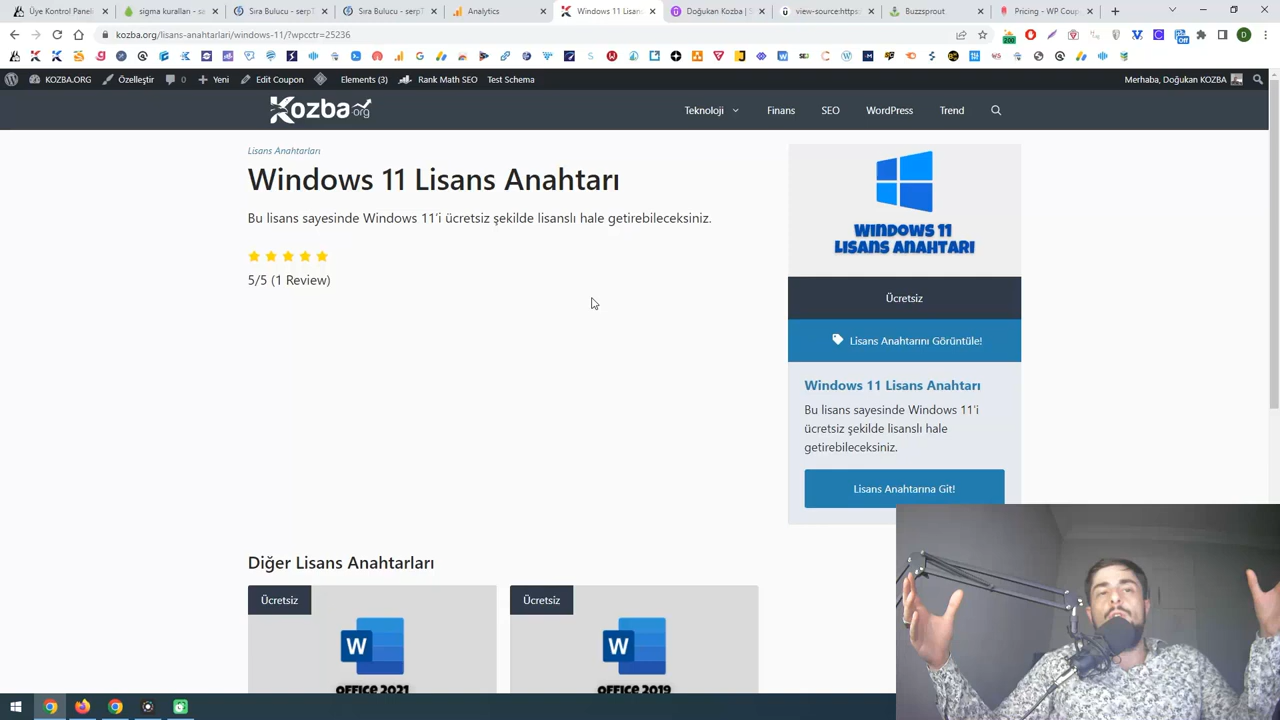 Üye Kontrol Panel
sigma kuralları - sa
Sıra Bulucu - serpT
Sıra Bulucu - serpT
Analytics
Windows 11 Lisan
Doğukan Kozba | S
view-source:https:
Buzzsprout
Pricing - WP Coup
kozba.org/lisans-anahtarlari/windows-11/?wpcctr=25236
KOZBA.ORG
Özelleştir
0
Yeni
Edit Coupon
Elements (3)
Rank Math SEO
Test Schema
Merhaba, Doğukan KOZBA
Kozba.org
Teknoloji
Finans
SEO
WordPress
Trend
Lisans Anahtarları
Windows 11 Lisans Anahtarı
Bu lisans sayesinde Windows 11'i ücretsiz şekilde lisanslı hale getirebileceksiniz.
5/5 (1 Review)
WINDOWS 11
LİSANS ANAHTARI
Ücretsiz
Lisans Anahtarını Görüntüle!
Windows 11 Lisans Anahtarı
Bu lisans sayesinde Windows 11'i
ücretsiz şekilde lisanslı hale
getirebileceksiniz.
Lisans Anahtarına Git!
Diğer Lisans Anahtarları
Ücretsiz
Ücretsiz
W
W
OFFICE 2021
OFFICE 2019